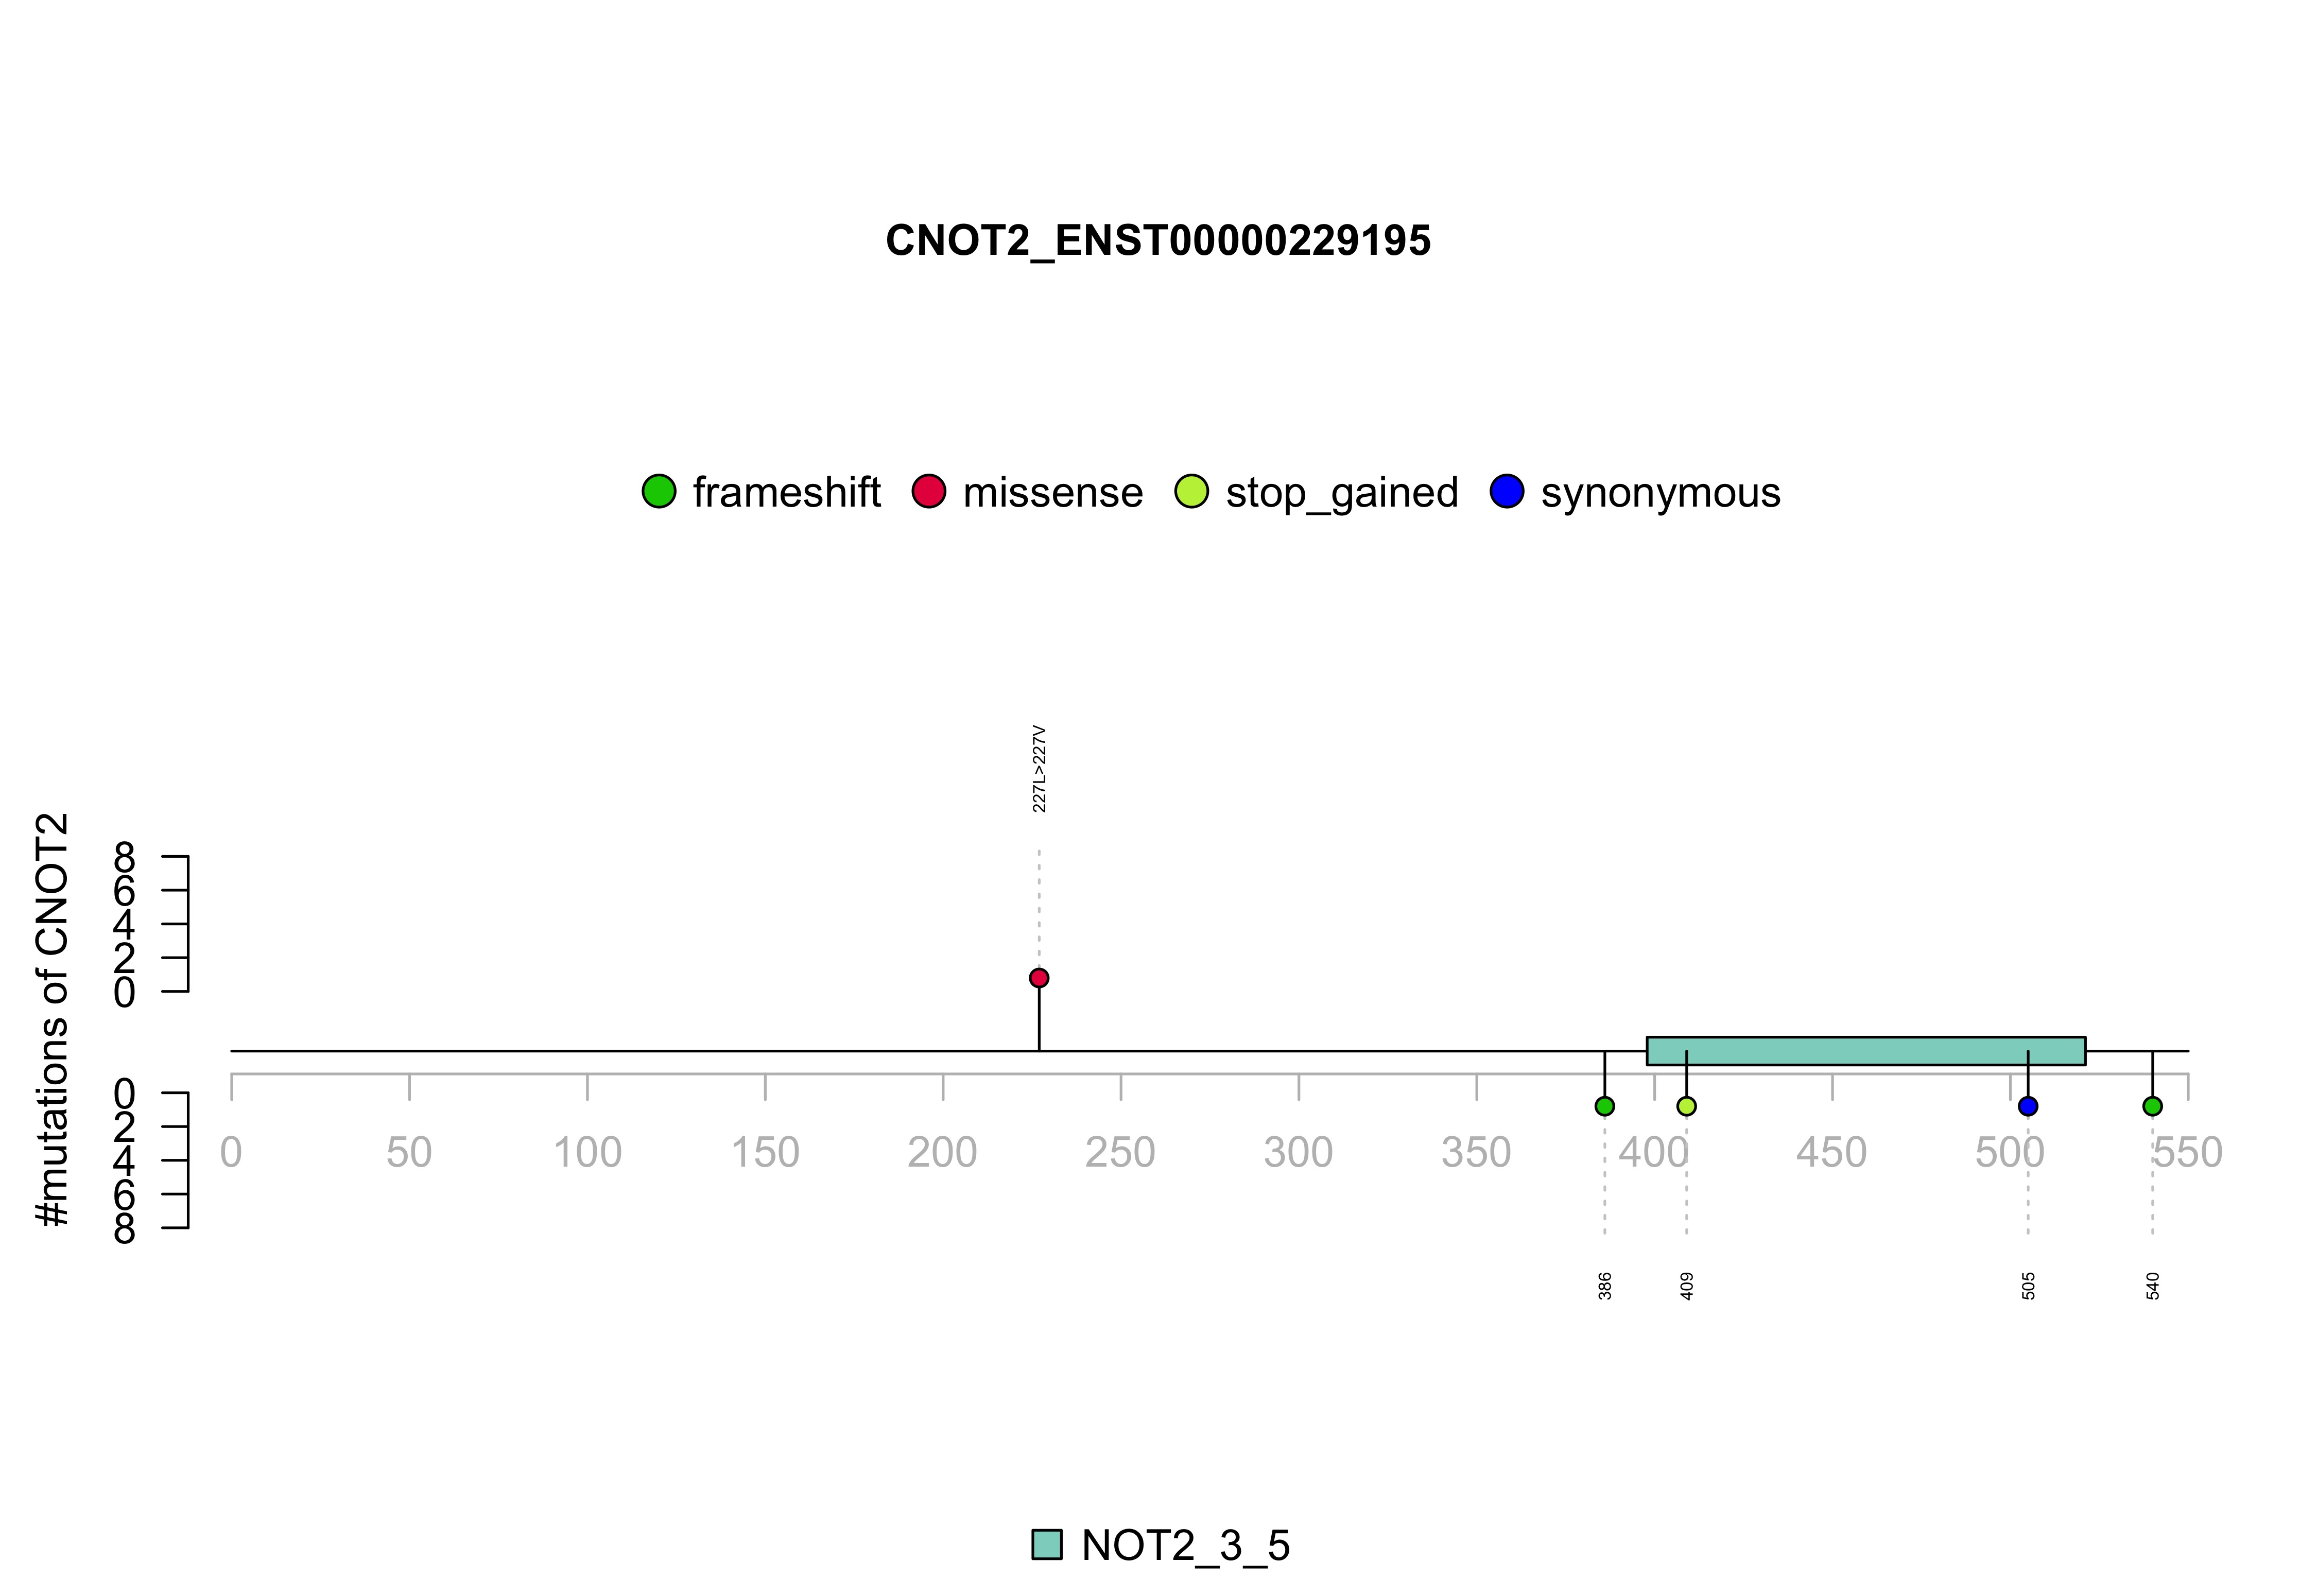 CNOT2_ENST00000229195
frameshift missense stop_gained synonymous
227L>227V
#mutations of CNOT2
8
6
4
2
0
0
2
4
6
8
0 50 100 150 200 250 300 350 400 450 500 550
386 409 505 540
NOT2_3_5